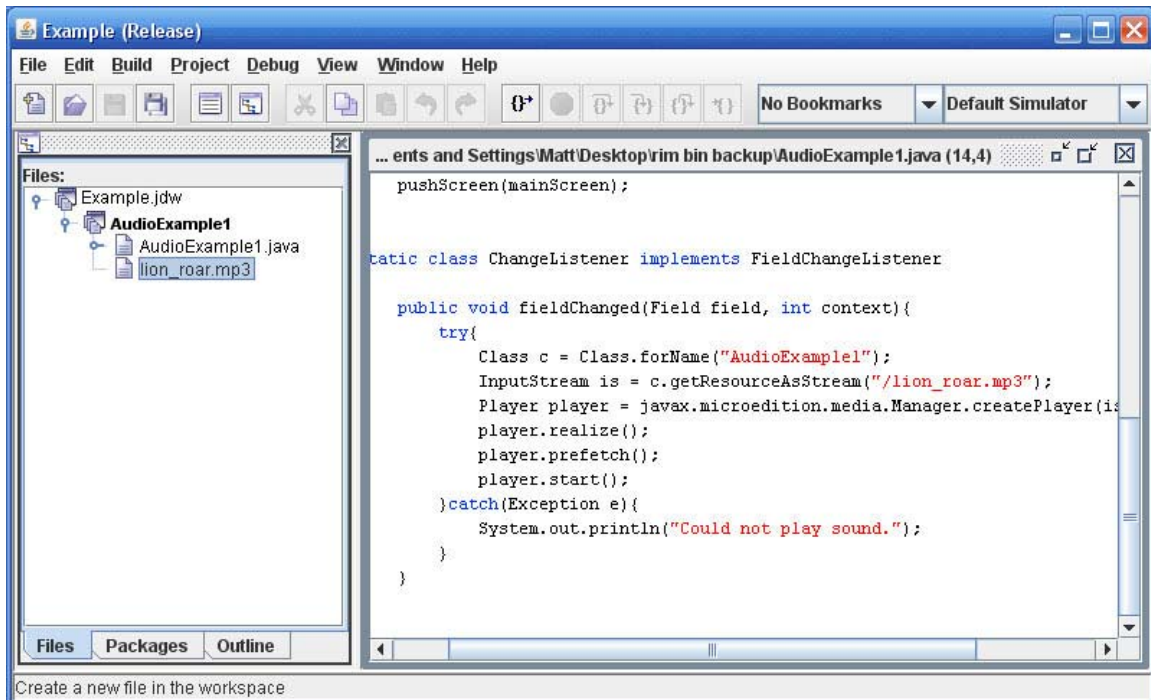 Example (Release)
File Edit Build Project Debug View Window Help
No Bookmarks Default Simulator
Files:
Example.jdw
AudioExample1
AudioExample1.java
lion_roar.mp3
... ents and Settings\Matt\Desktop\rim bin backup\AudioExample1.java (14,4)
pushScreen(mainScreen);
tatic class ChangeListener implements FieldChangeListener
public void fieldChanged(Field field, int context){
try{
Class c = Class.forName("AudioExample1");
InputStream is = c.getResourceAsStream("/lion_roar.mp3");
Player player = javax.microedition.media.Manager.createPlayer(is
player.realize();
player.prefetch();
player.start();
}catch(Exception e){
System.out.println("Could not play sound.");
}
}
Files Packages Outline
Create a new file in the workspace